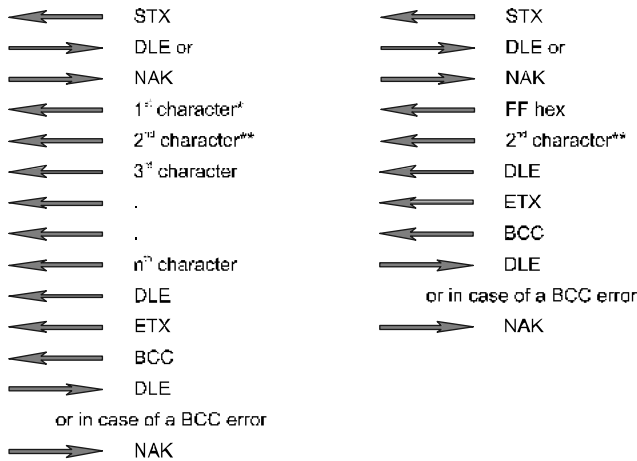 STX
DLE or
NAK
1st character*
2nd character**
3rd character
.
.
nth character
DLE
ETX
BCC
DLE
or in case of a BCC error
NAK
STX
DLE or
NAK
FF hex
2nd character**
DLE
ETX
BCC
DLE
or in case of a BCC error
NAK